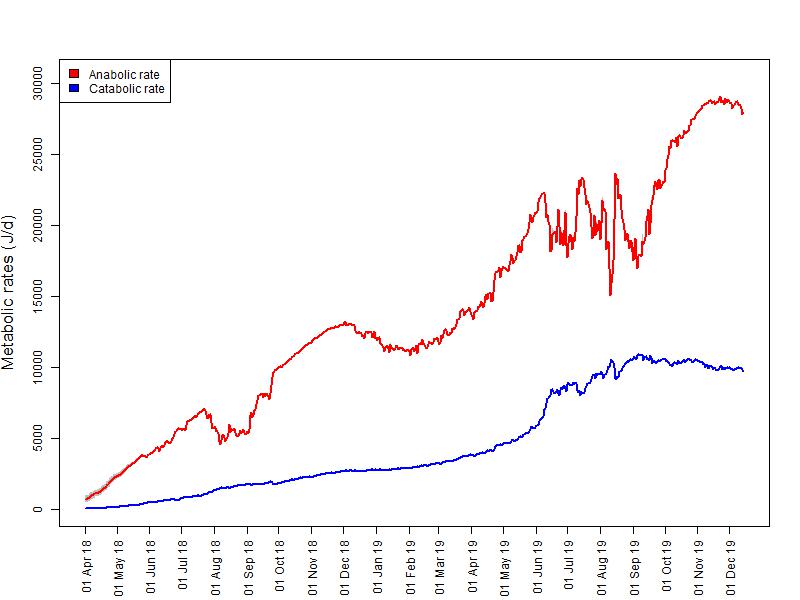 Anabolic rate
Catabolic rate
Metabolic rates (J/d)
30000
25000
20000
15000
10000
5000
0
01 Apr 18
01 May 18
01 Jun 18
01 Jul 18
01 Aug 18
01 Sep 18
01 Oct 18
01 Nov 18
01 Dec 18
01 Jan 19
01 Feb 19
01 Mar 19
01 Apr 19
01 May 19
01 Jun 19
01 Jul 19
01 Aug 19
01 Sep 19
01 Oct 19
01 Nov 19
01 Dec 19